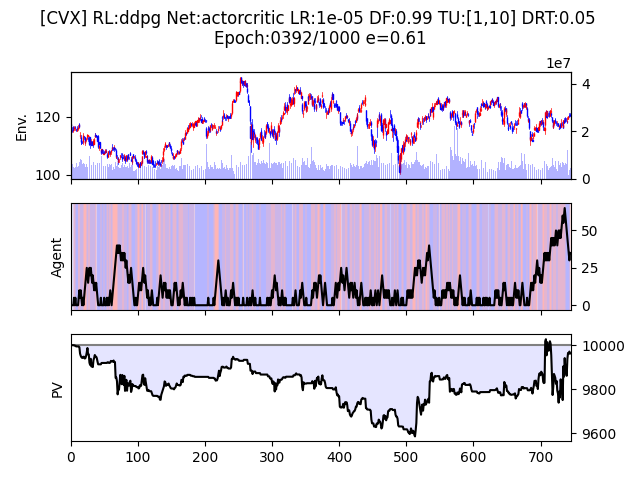 [CVX] RL:ddpg Net:actorcritic LR:1e-05 DF:0.99 TU:[1,10] DRT:0.05
Epoch:0392/1000 e=0.61
1e7
Env.
120
100
4
2
0
Agent
50
25
0
PV
10000
9800
9600
0 100 200 300 400 500 600 700